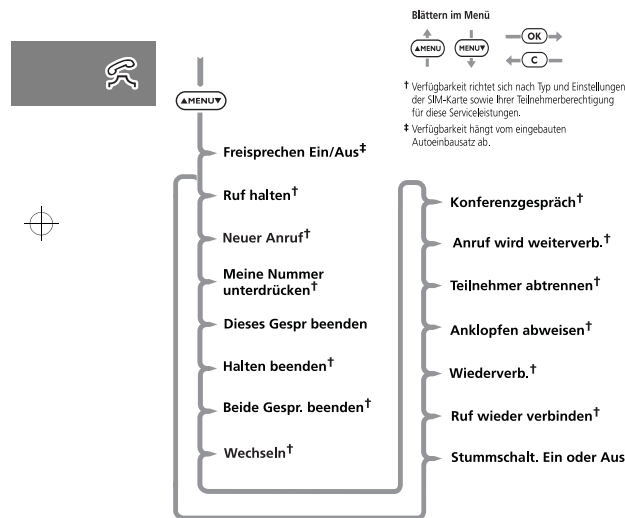 Blättern im Menü
▲MENU
MENU▼
OK
C
† Verfügbarkeit richtet sich nach Typ und Einstellungen
der SIM-Karte sowie Ihrer Teilnehmerberechtigung
für diese Serviceleistungen.
‡ Verfügbarkeit hängt vom eingebauten
Autoeinbausatz ab.
▲MENU▼
Freisprechen Ein/Aus‡
Ruf halten†
Neuer Anruf†
Meine Nummer
unterdrücken†
Dieses Gespr beenden
Halten beenden†
Beide Gespr. beenden†
Wechseln†
Konferenzgespräch†
Anruf wird weiterverb.†
Teilnehmer abtrennen†
Anklopfen abweisen†
Wiederverb.†
Ruf wieder verbinden†
Stummschalt. Ein oder Aus